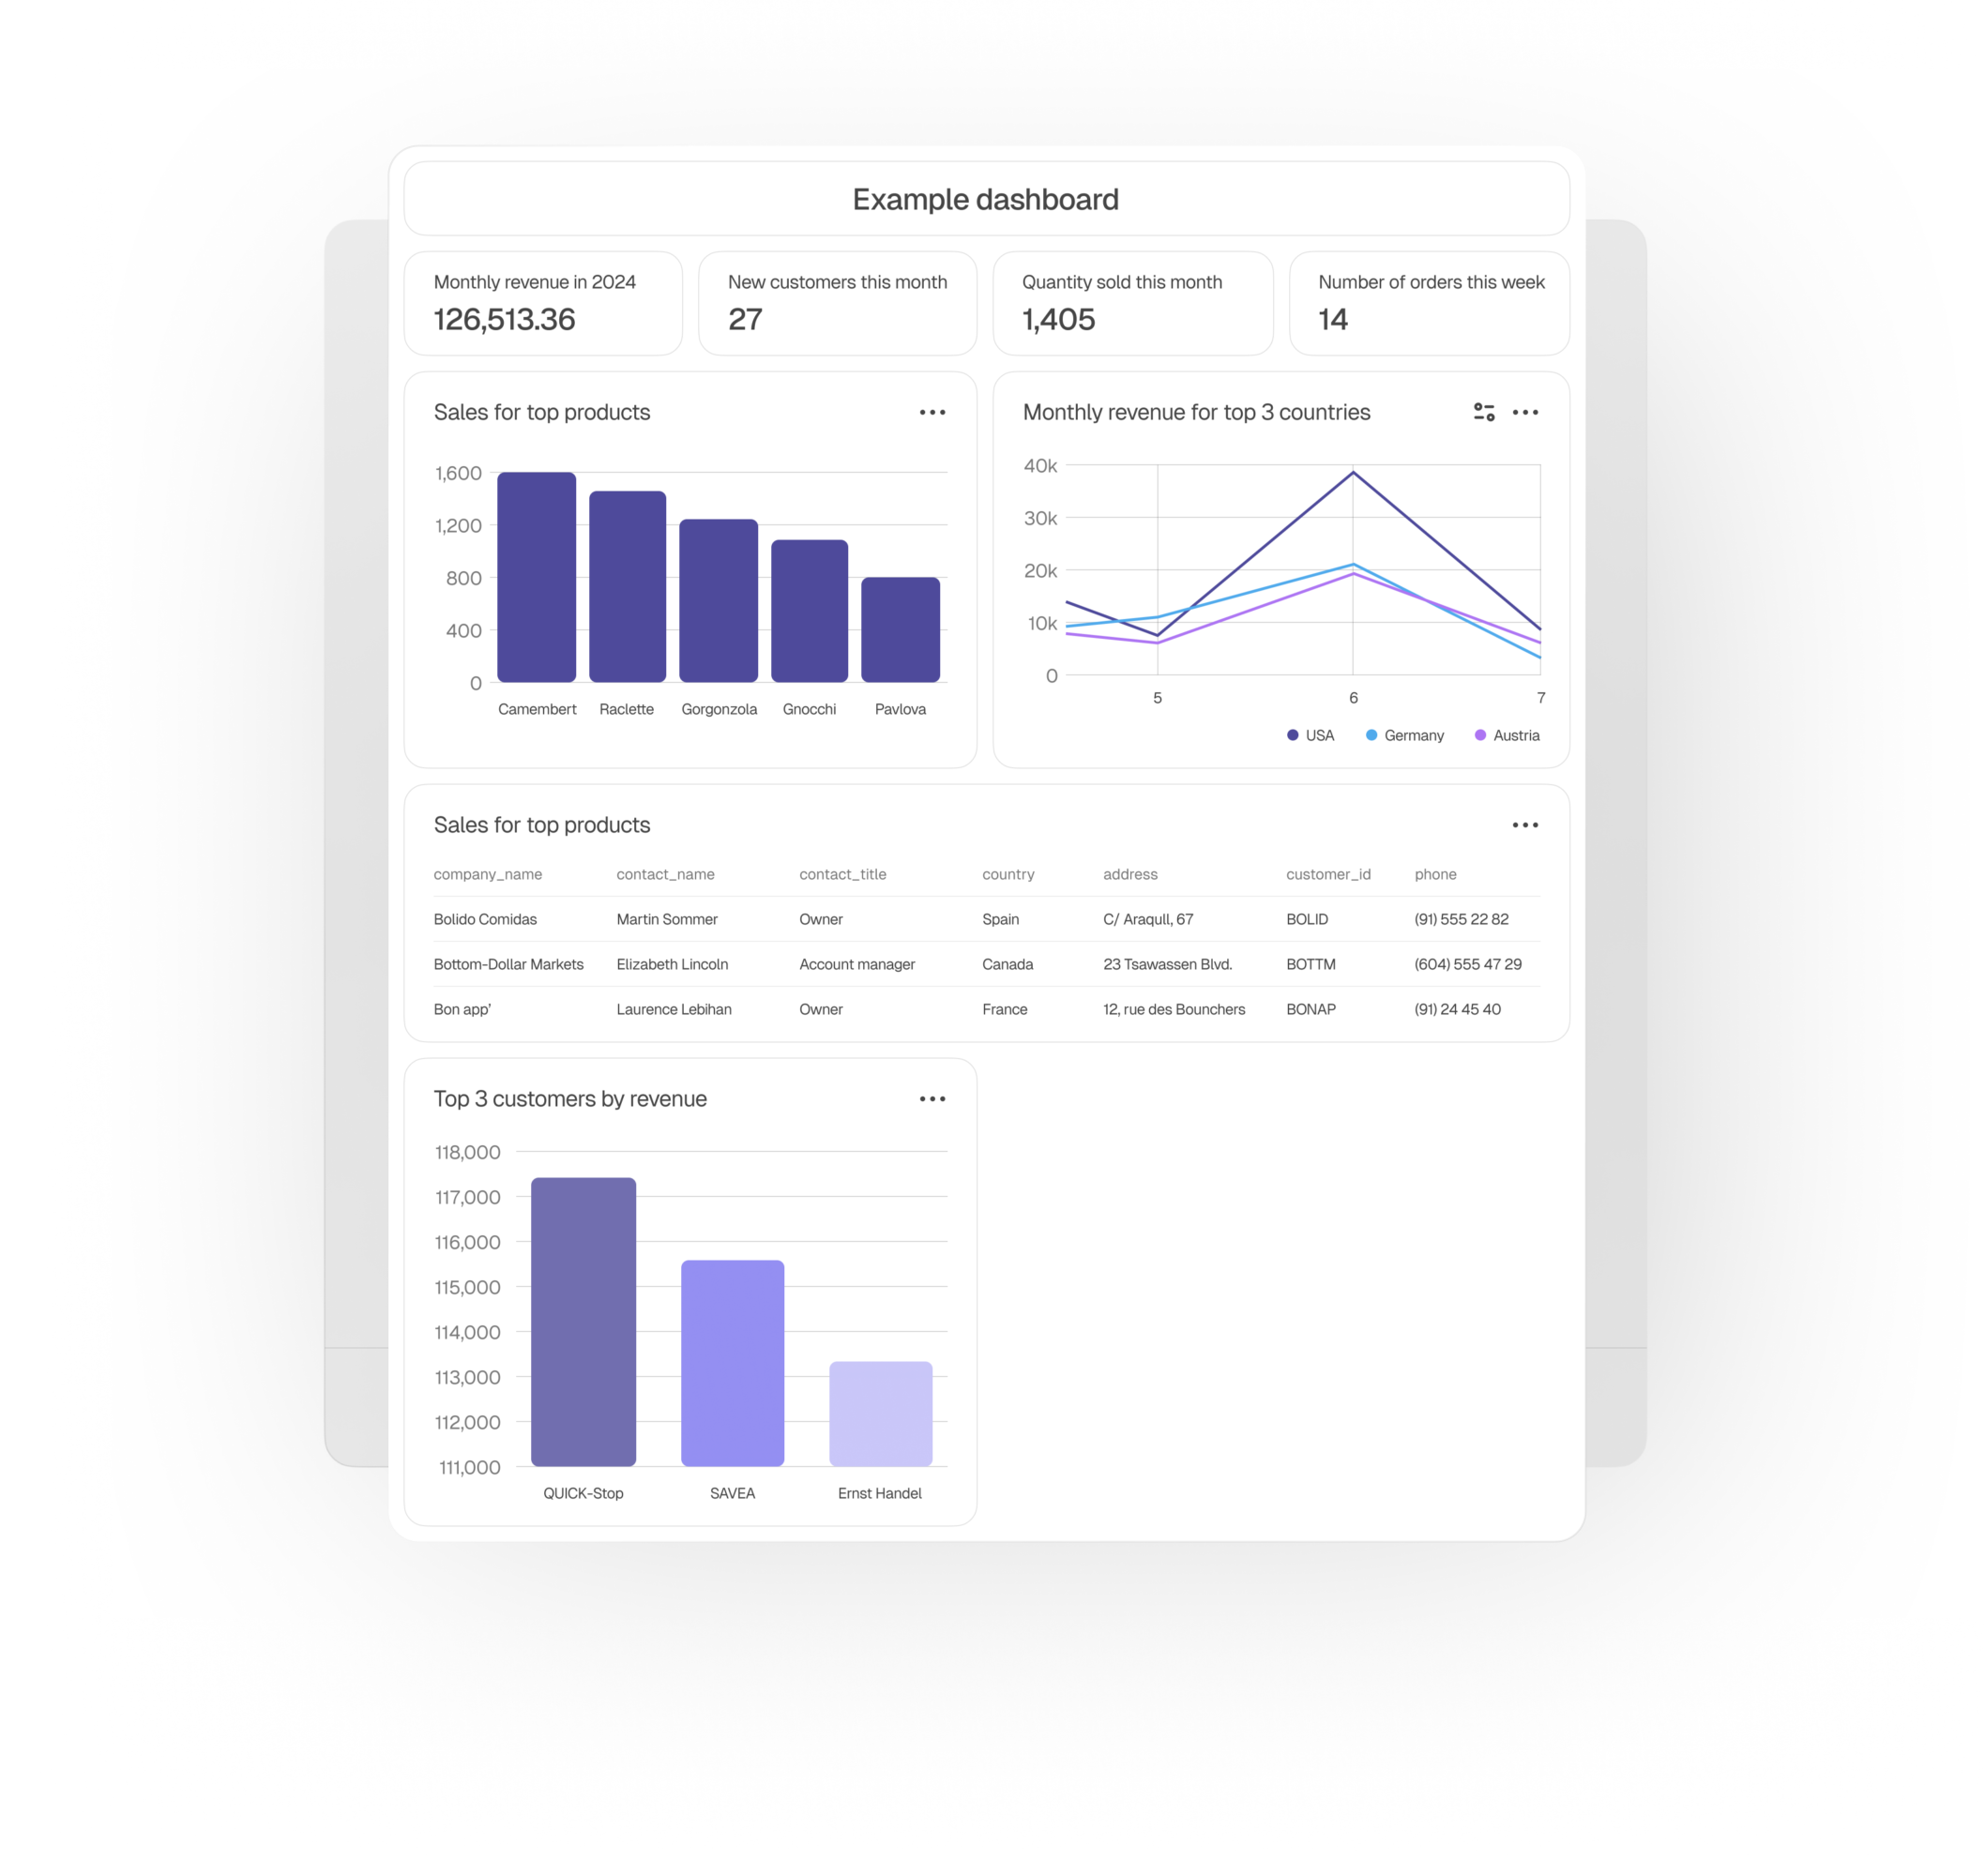 Example dashboard
Monthly revenue in 2024
126,513.36
New customers this month
27
Quantity sold this month
1,405
Number of orders this week
14
Sales for top products
1,600
1,200
800
400
0
Camembert Raclette Gorgonzola Gnocchi Pavlova
Monthly revenue for top 3 countries
40k
30k
20k
10k
0
5 6 7
USA Germany Austria
Sales for top products
company_name contact_name contact_title country address customer_id phone
Bolido Comidas Martin Sommer Owner Spain C/ Araqull, 67 BOLID (91) 555 22 82
Bottom-Dollar Markets Elizabeth Lincoln Account manager Canada 23 Tsawassen Blvd. BOTTM (604) 555 47 29
Bon app' Laurence Lebihan Owner France 12, rue des Bounchers BONAP (91) 24 45 40
Top 3 customers by revenue
118,000
117,000
116,000
115,000
114,000
113,000
112,000
111,000
QUICK-Stop SAVEA Ernst Handel